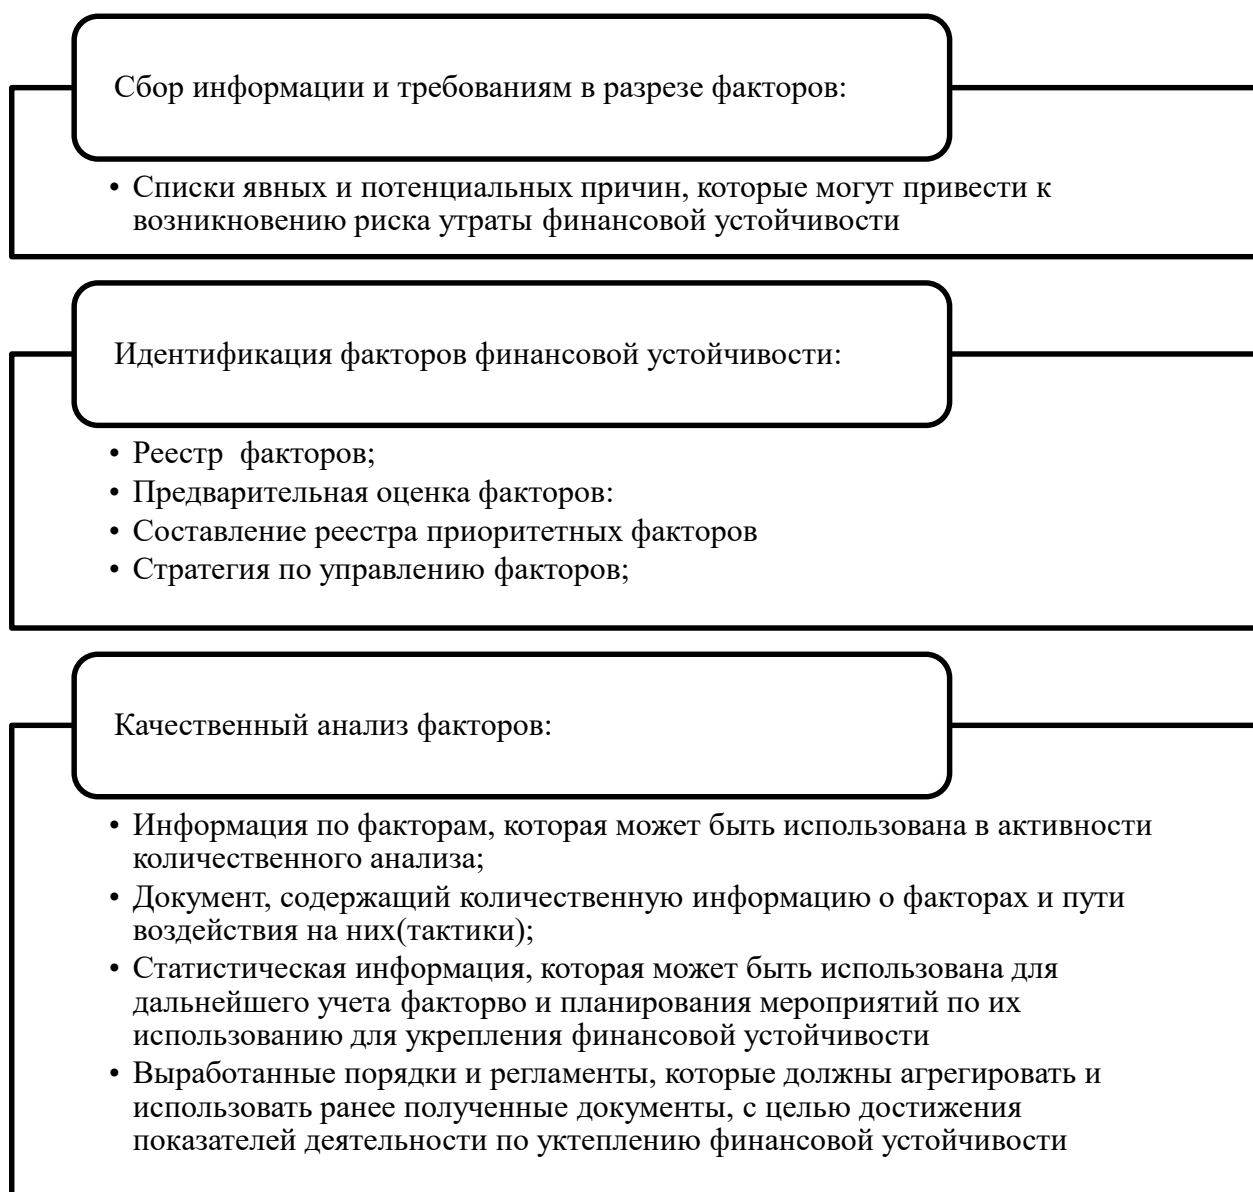 Сбор информации и требованиям в разрезе факторов:
• Списки явных и потенциальных причин, которые могут привести к
возникновению риска утраты финансовой устойчивости
Идентификация факторов финансовой устойчивости:
• Реестр  факторов;
• Предварительная оценка факторов:
• Составление реестра приоритетных факторов
• Стратегия по управлению факторов;
Качественный анализ факторов:
• Информация по факторам, которая может быть использована в активности
количественного анализа;
• Документ, содержащий количественную информацию о факторах и пути
воздействия на них(тактики);
• Статистическая информация, которая может быть использована для
дальнейшего учета факторво и планирования мероприятий по их
использованию для укрепления финансовой устойчивости
• Выработанные порядки и регламенты, которые должны агрегировать и
использовать ранее полученные документы, с целью достижения
показателей деятельности по уктеплению финансовой устойчивости